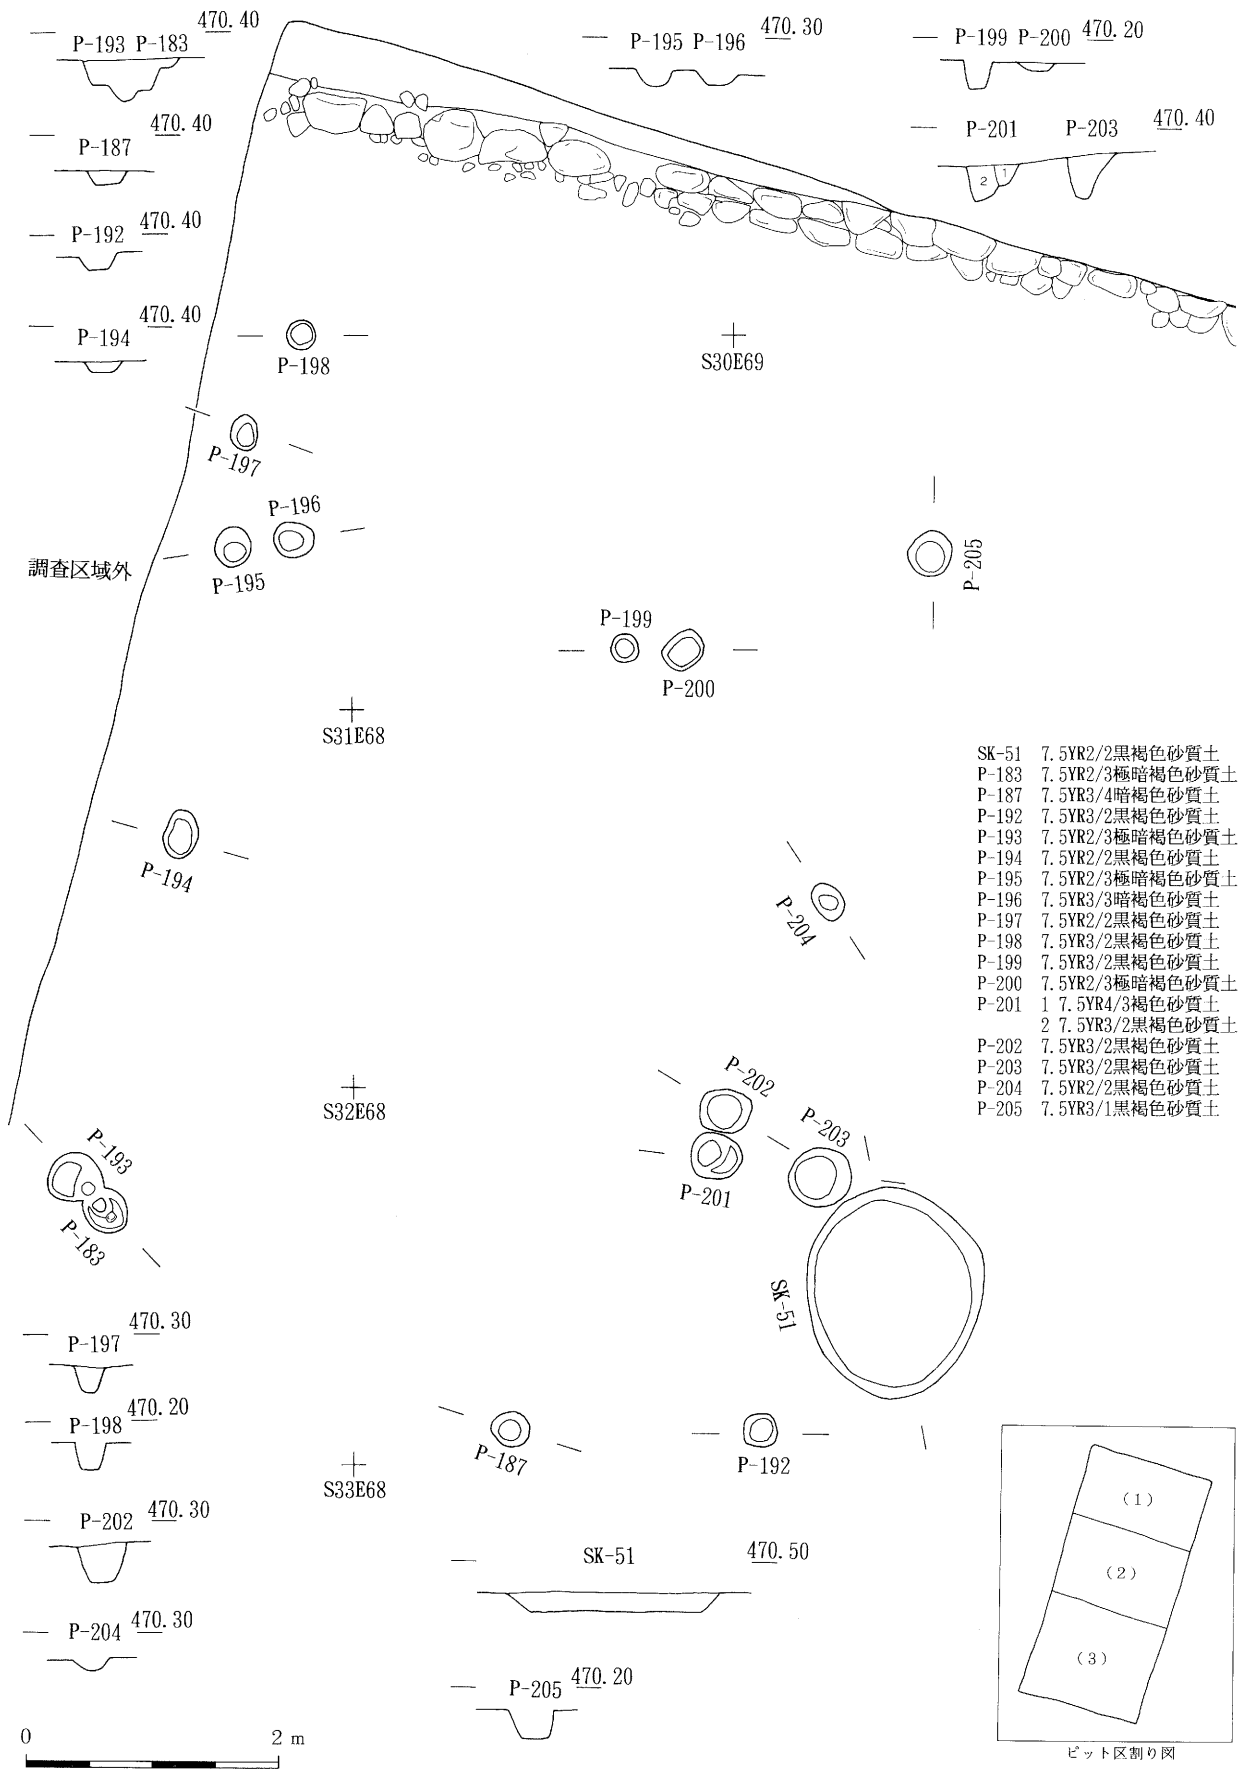 P-193 P-183 470.40
P-195 P-196 470.30
P-199 P-200 470.20
P-187 470.40
P-201 P-203 470.40
2 1
P-192 470.40
P-194 470.40
P-198
S30E69
P-197
P-196
P-195
調査区域外
P-205
P-199
P-200
S31E68
P-194
P-204
SK-51 7.5YR2/2黒褐色砂質土
P-183 7.5YR2/3極暗褐色砂質土
P-187 7.5YR3/4暗褐色砂質土
P-192 7.5YR3/2黒褐色砂質土
P-193 7.5YR2/3極暗褐色砂質土
P-194 7.5YR2/2黒褐色砂質土
P-195 7.5YR2/3極暗褐色砂質土
P-196 7.5YR3/3暗褐色砂質土
P-197 7.5YR2/2黒褐色砂質土
P-198 7.5YR3/2黒褐色砂質土
P-199 7.5YR3/2黒褐色砂質土
P-200 7.5YR2/3極暗褐色砂質土
P-201 1 7.5YR4/3褐色砂質土
2 7.5YR3/2黒褐色砂質土
P-202 7.5YR3/2黒褐色砂質土
P-203 7.5YR3/2黒褐色砂質土
P-204 7.5YR2/2黒褐色砂質土
P-205 7.5YR3/1黒褐色砂質土
S32E68
P-202
P-203
P-201
P-193
P-183
SK-51
P-197 470.30
P-198 470.20
P-187
P-192
S33E68
P-202 470.30
SK-51 470.50
P-204 470.30
P-205 470.20
0 2 m
(1)
(2)
(3)
ピット区割り図